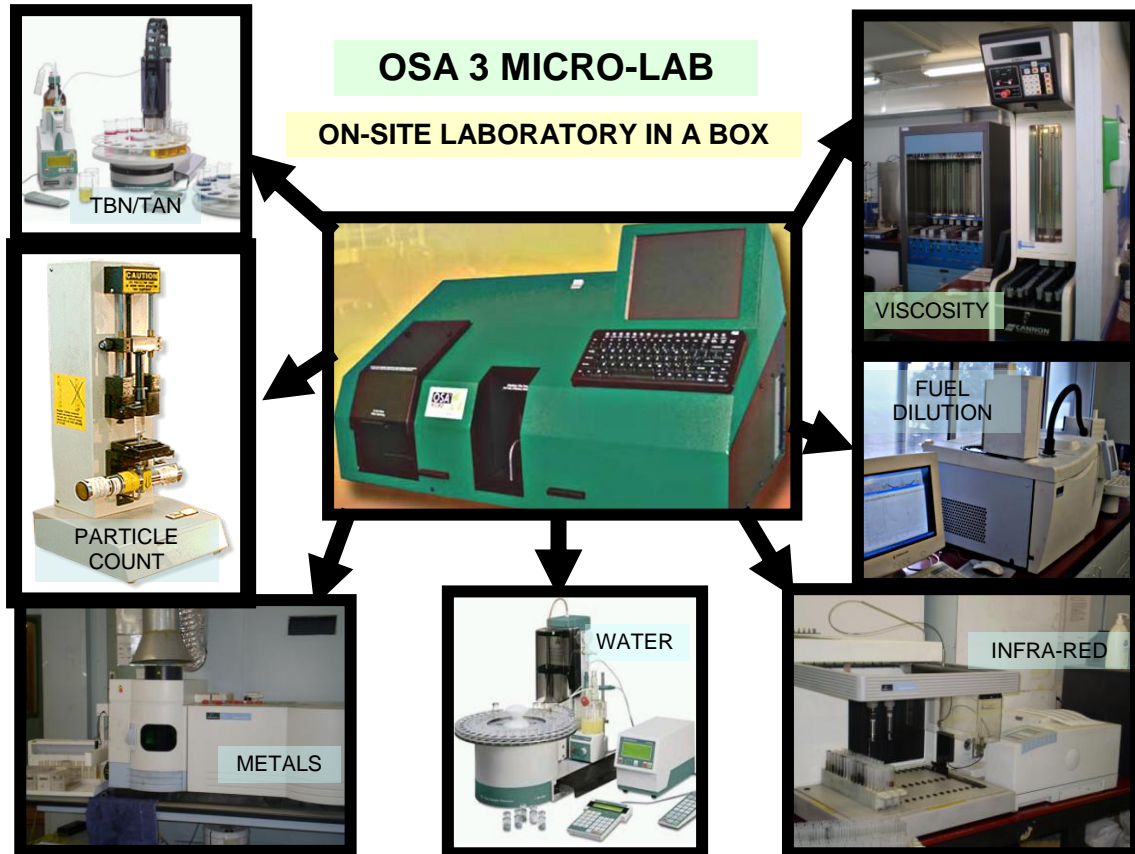 OSA 3 MICRO-LAB
ON-SITE LABORATORY IN A BOX
TBN/TAN
VISCOSITY
CANNON
CAUTION
PARTICLE
COUNT
OSA
FUEL
DILUTION
METALS
WATER
INFRA-RED